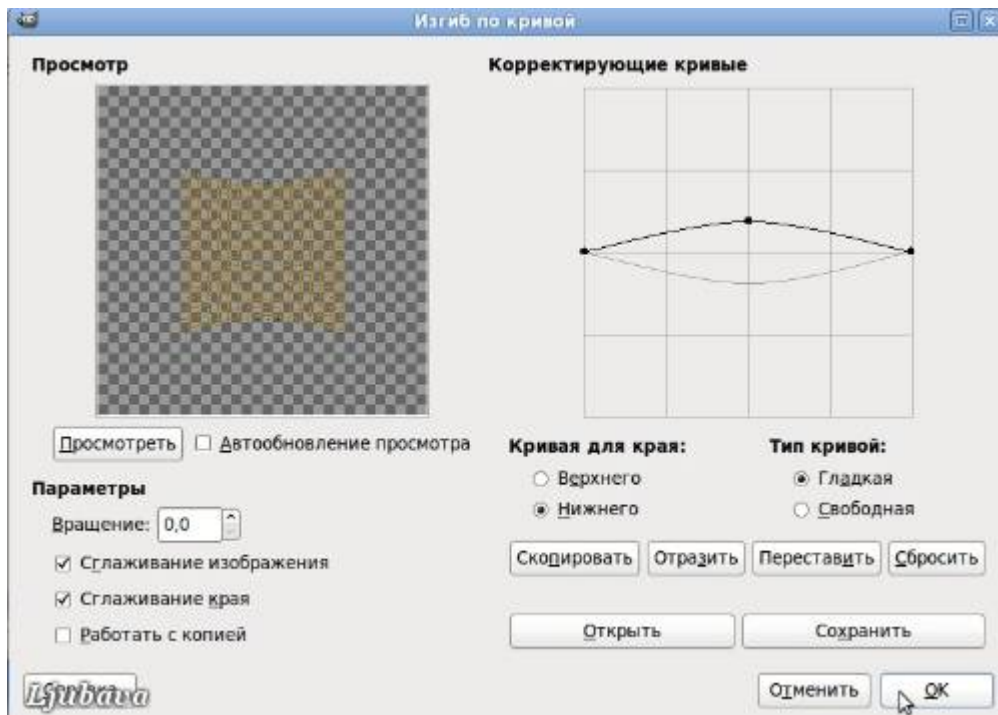 Изгиб по кривой
Просмотр
Корректирующие кривые
Просмотреть
Автообновление просмотра
Кривая для края:
Тип кривой:
Верхнего
Гладкая
Нижнего
Свободная
Параметры
Вращение: 0,0
Сглаживание изображения
Сглаживание края
Работать с копией
Скопировать Отразить Переставить Сбросить
Открыть Сохранить
Ljubava
Отменить OK